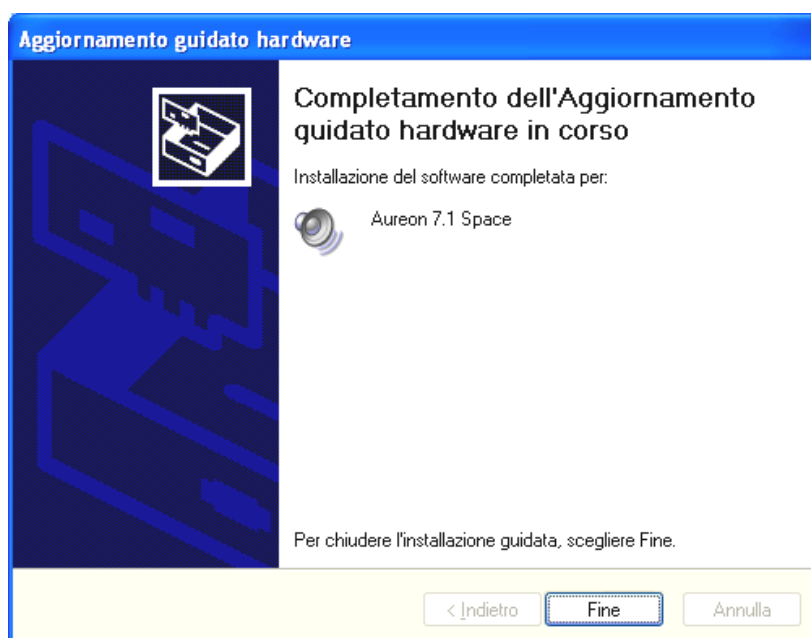 Aggiornamento guidato hardware
Completamento dell'Aggiornamento
guidato hardware in corso
Installazione del software completata per:
Aureon 7.1 Space
Per chiudere l'installazione guidata, scegliere Fine.
< Indietro
Fine
Annulla